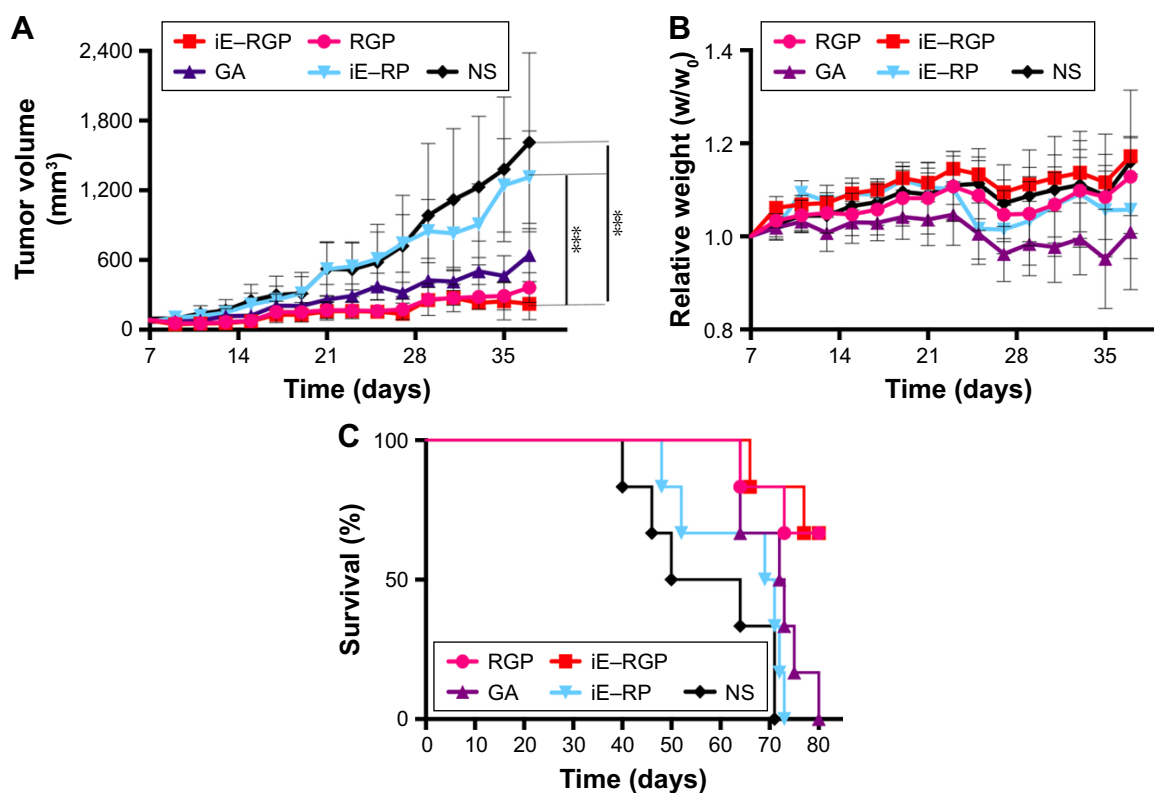 A
iE–RGP RGP
GA iE–RP NS
Tumor volume
(mm³)
2,400
1,800
1,200
600
0
7 14 21 28 35
Time (days)
***
***
B
RGP iE–RGP
GA iE–RP NS
Relative weight (w/w₀)
1.4
1.2
1.0
0.8
7 14 21 28 35
Time (days)
C
Survival (%)
100
50
0
RGP iE–RGP
GA iE–RP NS
0 10 20 30 40 50 60 70 80
Time (days)